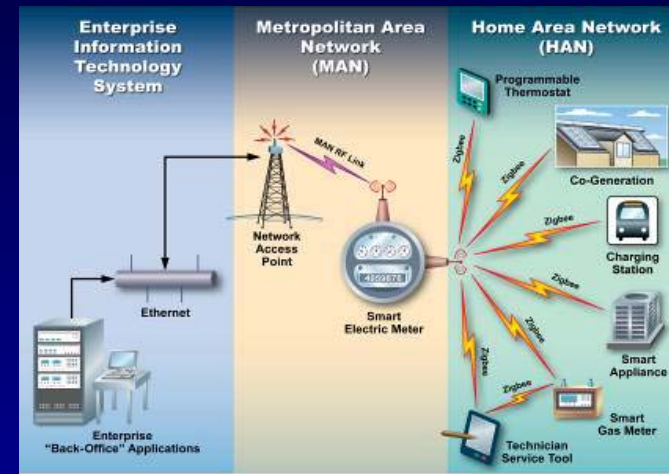 Enterprise
Information
Technology
System
Ethernet
Enterprise
"Back-Office" Applications
Metropolitan Area
Network
(MAN)
MAN RF Link
Network
Access
Point
4059676
Smart
Electric Meter
Home Area Network
(HAN)
Programmable
Thermostat
Zigbee
Zigbee
Co-Generation
Zigbee
Charging
Station
Zigbee
Smart
Appliance
Zigbee
Zigbee
Zigbee
Smart
Gas Meter
Technician
Service Tool